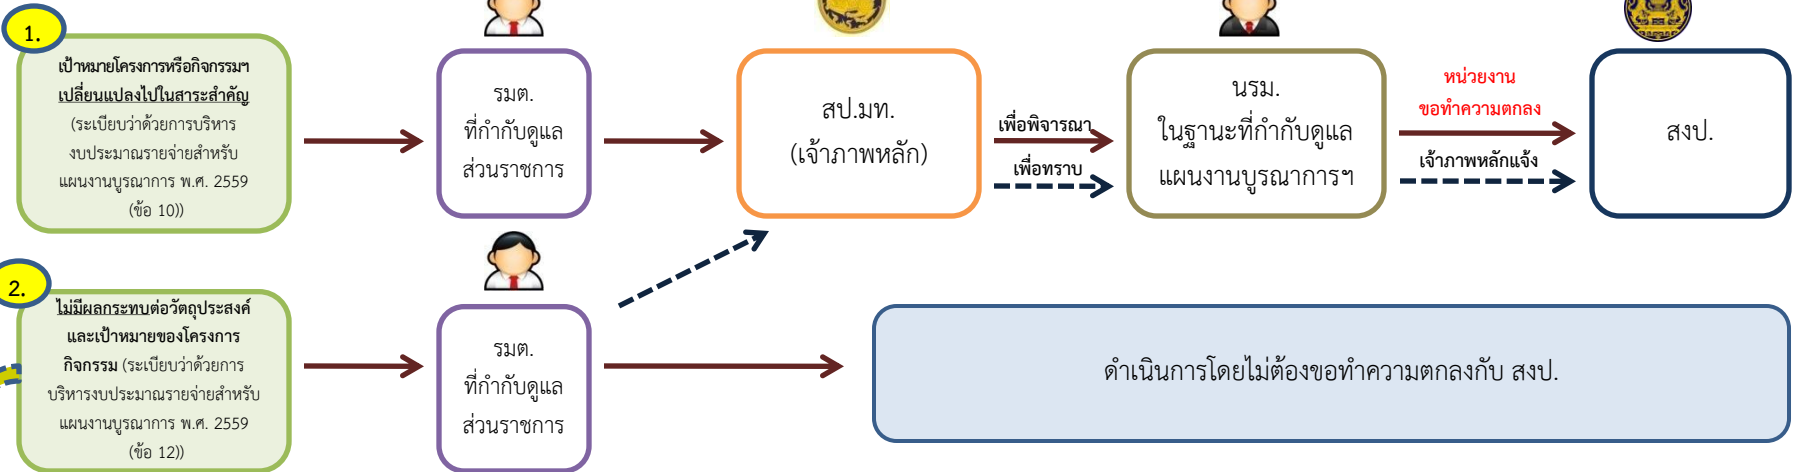 1.
เป้าหมายโครงการหรือกิจกรรมฯ
เปลี่ยนแปลงไปในสาระสำคัญ
(ระเบียบว่าด้วยการบริหาร
งบประมาณรายจ่ายสำหรับ
แผนงานบูรณาการ พ.ศ. 2559
(ข้อ 10))
รมต.
ที่กำกับดูแล
ส่วนราชการ
สป.มท.
(เจ้าภาพหลัก)
เพื่อพิจารณา
เพื่อทราบ
นรม.
ในฐานะที่กำกับดูแล
แผนงานบูรณาการฯ
หน่วยงาน
ขอทำความตกลง
เจ้าภาพหลักแจ้ง
สงป.
2.
ไม่มีผลกระทบต่อวัตถุประสงค์
และเป้าหมายของโครงการ
กิจกรรม (ระเบียบว่าด้วยการ
บริหารงบประมาณรายจ่ายสำหรับ
แผนงานบูรณาการ พ.ศ. 2559
(ข้อ 12))
รมต.
ที่กำกับดูแล
ส่วนราชการ
ดำเนินการโดยไม่ต้องขอทำความตกลงกับ สงป.